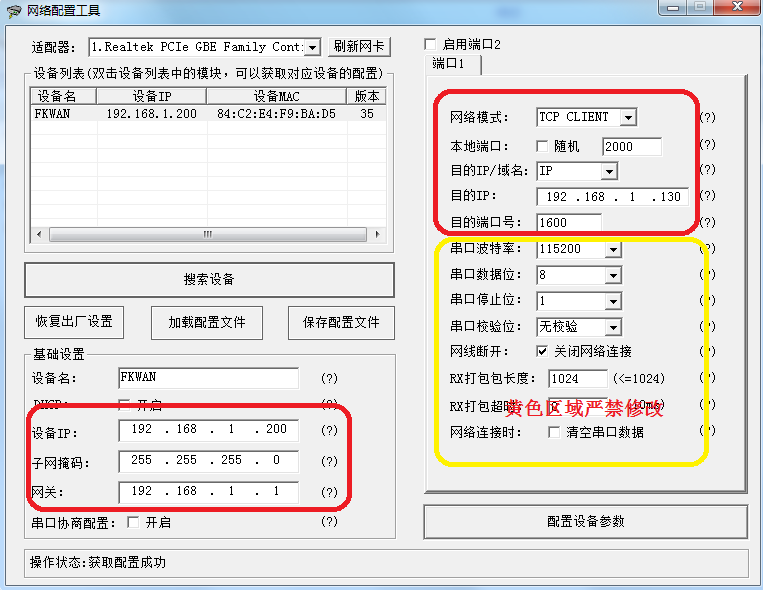 网络配置工具
适配器: 1.Realtek PCIe GBE Family Cont: 刷新网卡
设备列表(双击设备列表中的模块，可以获取对应设备的配置)
设备名 设备IP 设备MAC 版本
FKWAN 192.168.1.200 84:C2:E4:F9:BA:D5 35
搜索设备
恢复出厂设置 加载配置文件 保存配置文件
基础设置
设备名: FKWAN (?)
DHCP: 开启
设备IP: 192 .168 . 1 .200 (?)
子网掩码: 255 .255 .255 . 0 (?)
网关: 192 .168 . 1 . 1 (?)
串口协商配置: 开启 (?)
启用端口2
端口1
网络模式: TCP CLIENT (?)
本地端口: 随机 2000 (?)
目的IP/域名: IP (?)
目的IP: 192 .168 . 1 .130 (?)
目的端口号: 1600 (?)
串口波特率: 115200 (?)
串口数据位: 8 (?)
串口停止位: 1 (?)
串口校验位: 无校验 (?)
网线断开: 关闭网络连接 (?)
RX打包包长度: 1024 (<=1024) (?)
RX打包超时 (?)
黄色区域严禁修改
网络连接时: 清空串口数据 (?)
配置设备参数
操作状态:获取配置成功